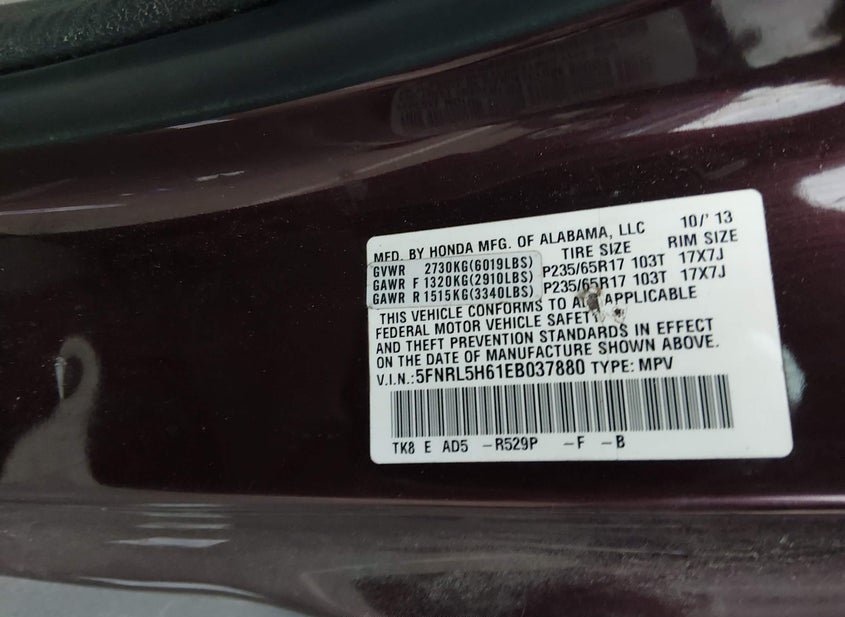 MFD. BY HONDA MFG. OF ALABAMA, LLC 10/'13
TIRE SIZE RIM SIZE
GVWR 2730KG(6019LBS)
GAWR F 1320KG(2910LBS) P235/65R17 103T 17X7J
GAWR R 1515KG(3340LBS) P235/65R17 103T 17X7J
THIS VEHICLE CONFORMS TO ALL APPLICABLE
FEDERAL MOTOR VEHICLE SAFETY
AND THEFT PREVENTION STANDARDS IN EFFECT
ON THE DATE OF MANUFACTURE SHOWN ABOVE.
V.I.N.: 5FNRL5H61EB037880 TYPE: MPV
TK8 E AD5 -R529P -F -B